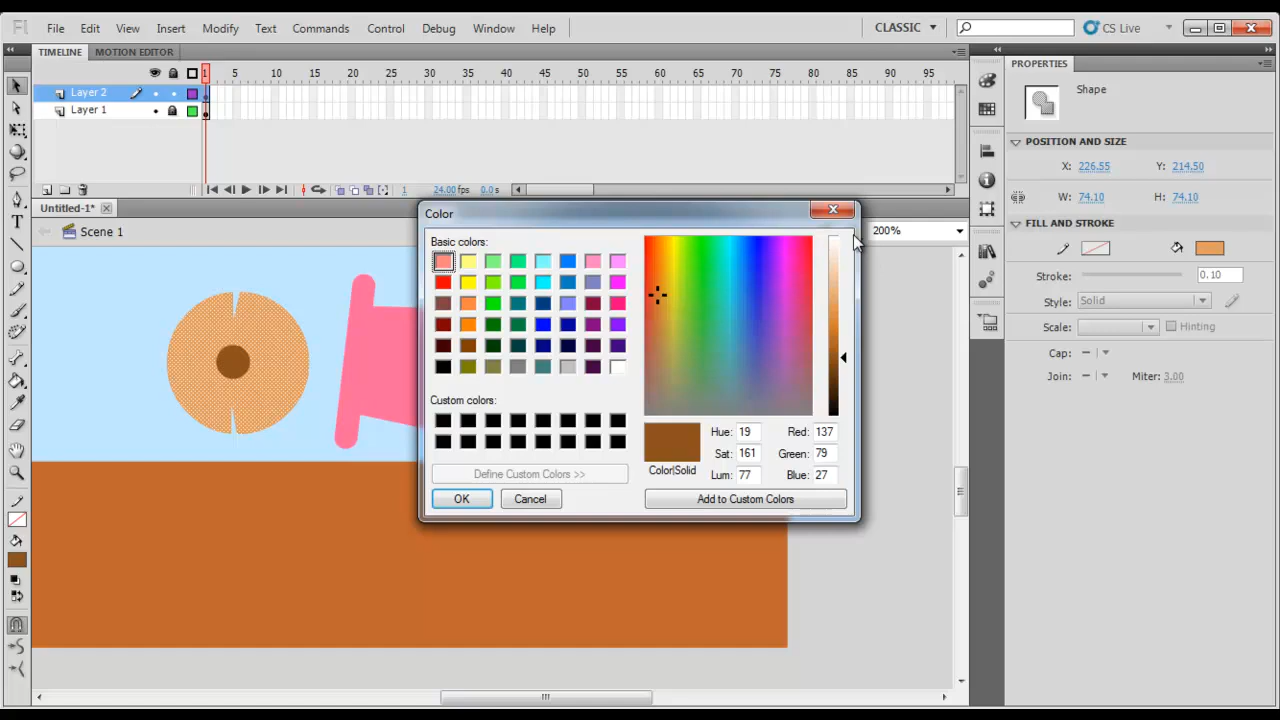 Fl File Edit View Insert Modify Text Commands Control Debug Window Help CLASSIC CS Live
TIMELINE MOTION EDITOR
1 5 10 15 20 25 30 35 40 45 50 55 60 65 70 75 80 85 90 95
Layer 2
Layer 1
1 24.00 fps 0.0 s
Untitled-1*
Scene 1
200%
Color
Basic colors:
Custom colors:
Define Custom Colors >>
OK Cancel
Color|Solid
Hue: 19 Red: 137
Sat: 161 Green: 79
Lum: 77 Blue: 27
Add to Custom Colors
PROPERTIES
Shape
POSITION AND SIZE
X: 226.55 Y: 214.50
W: 74.10 H: 74.10
FILL AND STROKE
Stroke: 0.10
Style: Solid
Scale: Hinting
Cap: –
Join: – Miter: 3.00